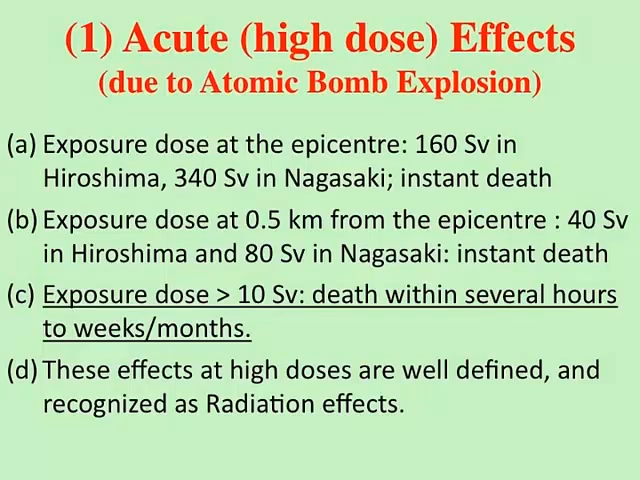 (1) Acute (high dose) Effects
(due to Atomic Bomb Explosion)
(a) Exposure dose at the epicentre: 160 Sv in
Hiroshima, 340 Sv in Nagasaki; instant death
(b) Exposure dose at 0.5 km from the epicentre : 40 Sv
in Hiroshima and 80 Sv in Nagasaki: instant death
(c) Exposure dose > 10 Sv: death within several hours
to weeks/months.
(d) These effects at high doses are well defined, and
recognized as Radiation effects.